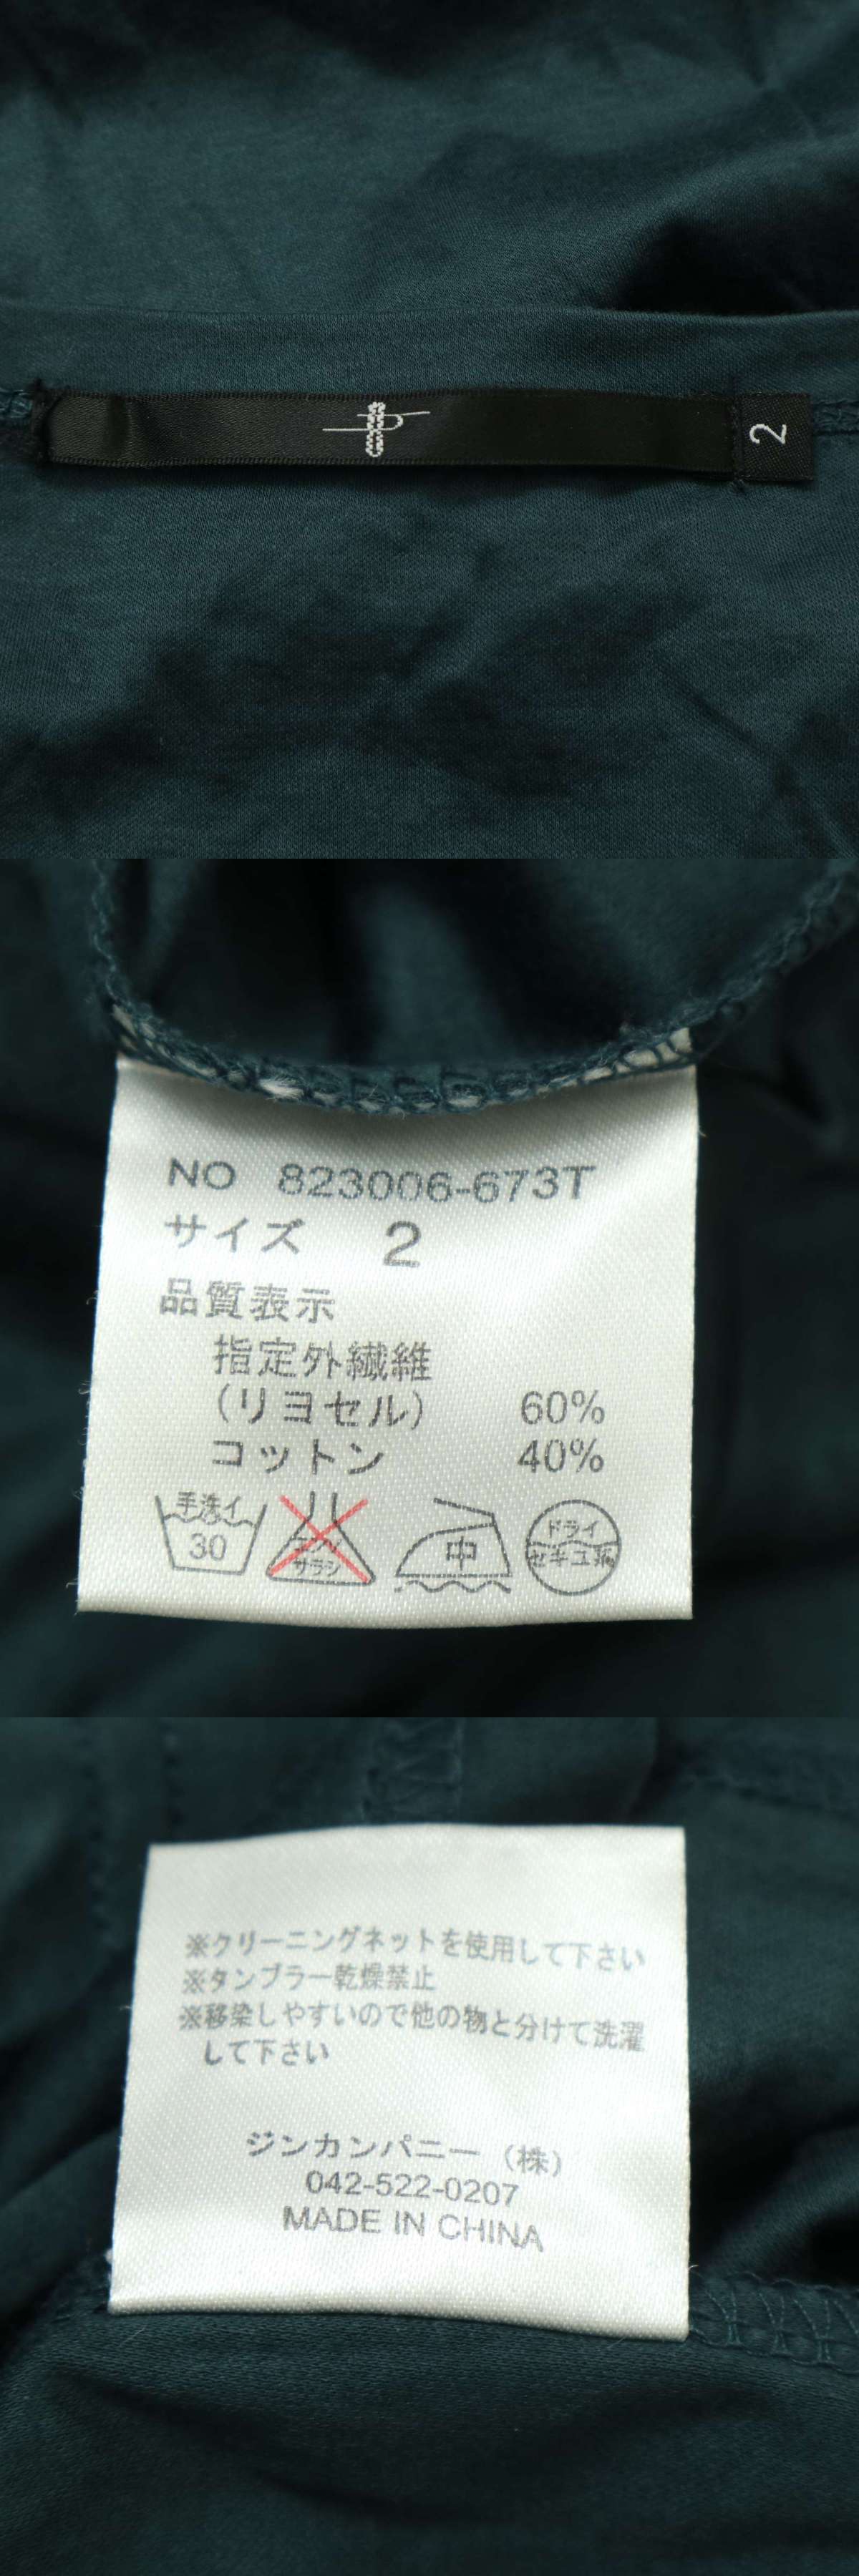 2
NO 823006-673T
サイズ 2
品質表示
指定外繊維
(リヨセル) 60%
コットン 40%
手洗イ
30
エンソ
サラシ
中
ドライ
セキユ系
※クリーニングネットを使用して下さい
※タンブラー乾燥禁止
※移染しやすいので他の物と分けて洗濯
して下さい
ジンカンパニー(株)
042-522-0207
MADE IN CHINA